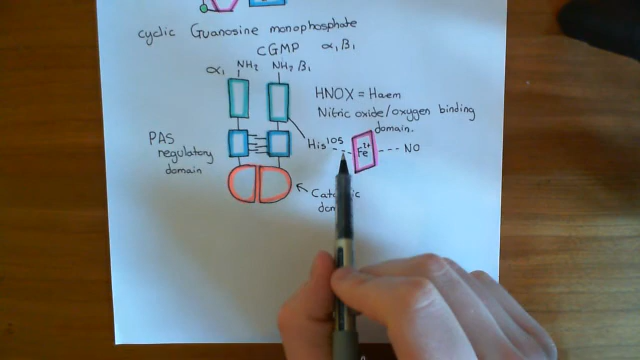 cyclic Guanosine monophosphate
cGMP α1β1
α1 NH2 NH2 β1
HNOX = Haem
Nitric oxide/oxygen binding
domain.
PAS
regulatory
domain
His105
Fe2+
NO